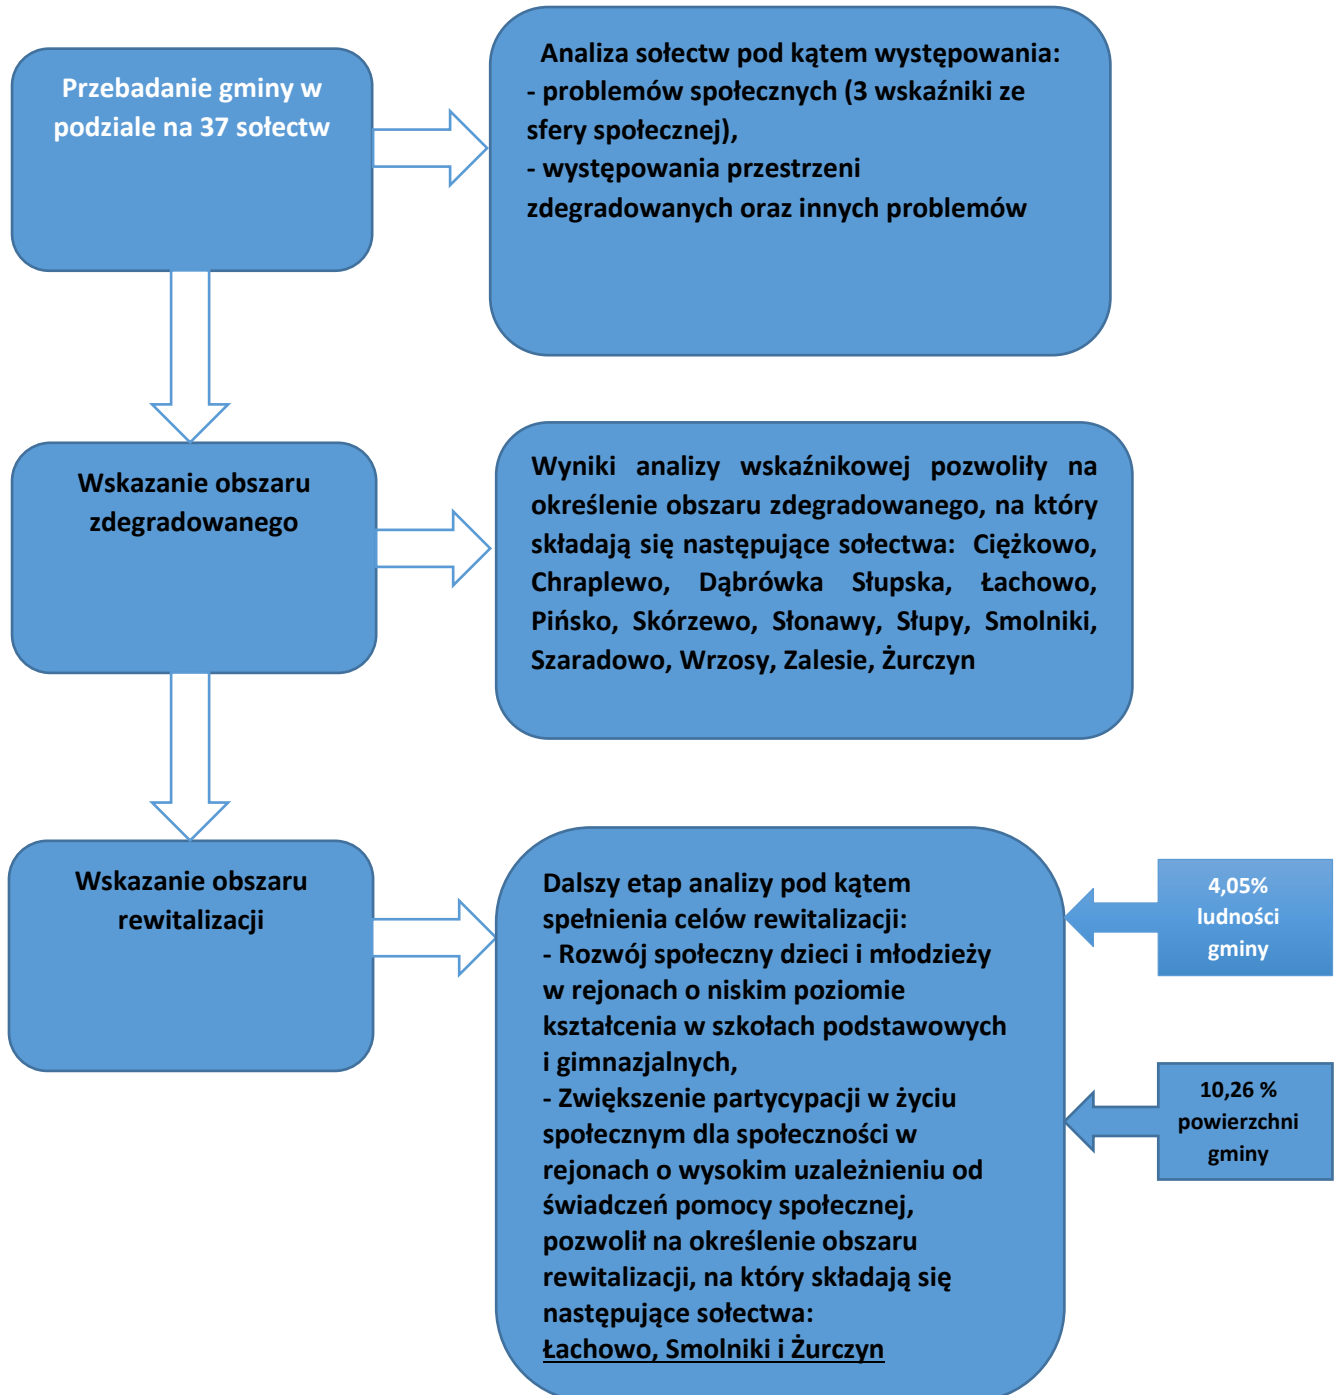 Przebadanie gminy w
podziale na 37 sołectw
Analiza sołectw pod kątem występowania:
- problemów społecznych (3 wskaźniki ze
sfery społecznej),
- występowania przestrzeni
zdegradowanych oraz innych problemów
Wskazanie obszaru
zdegradowanego
Wyniki analizy wskaźnikowej pozwoliły na
określenie obszaru zdegradowanego, na który
składają się następujące sołectwa: Ciężkowo,
Chraplewo, Dąbrówka Słupska, Łachowo,
Pińsko, Skórzewo, Słonawy, Słupy, Smolniki,
Szaradowo, Wrzosy, Zalesie, Żurczyn
Wskazanie obszaru
rewitalizacji
Dalszy etap analizy pod kątem
spełnienia celów rewitalizacji:
- Rozwój społeczny dzieci i młodzieży
w rejonach o niskim poziomie
kształcenia w szkołach podstawowych
i gimnazjalnych,
- Zwiększenie partycypacji w życiu
społecznym dla społeczności w
rejonach o wysokim uzależnieniu od
świadczeń pomocy społecznej,
pozwolił na określenie obszaru
rewitalizacji, na który składają się
następujące sołectwa:
Łachowo, Smolniki i Żurczyn
4,05%
ludności
gminy
10,26 %
powierzchni
gminy